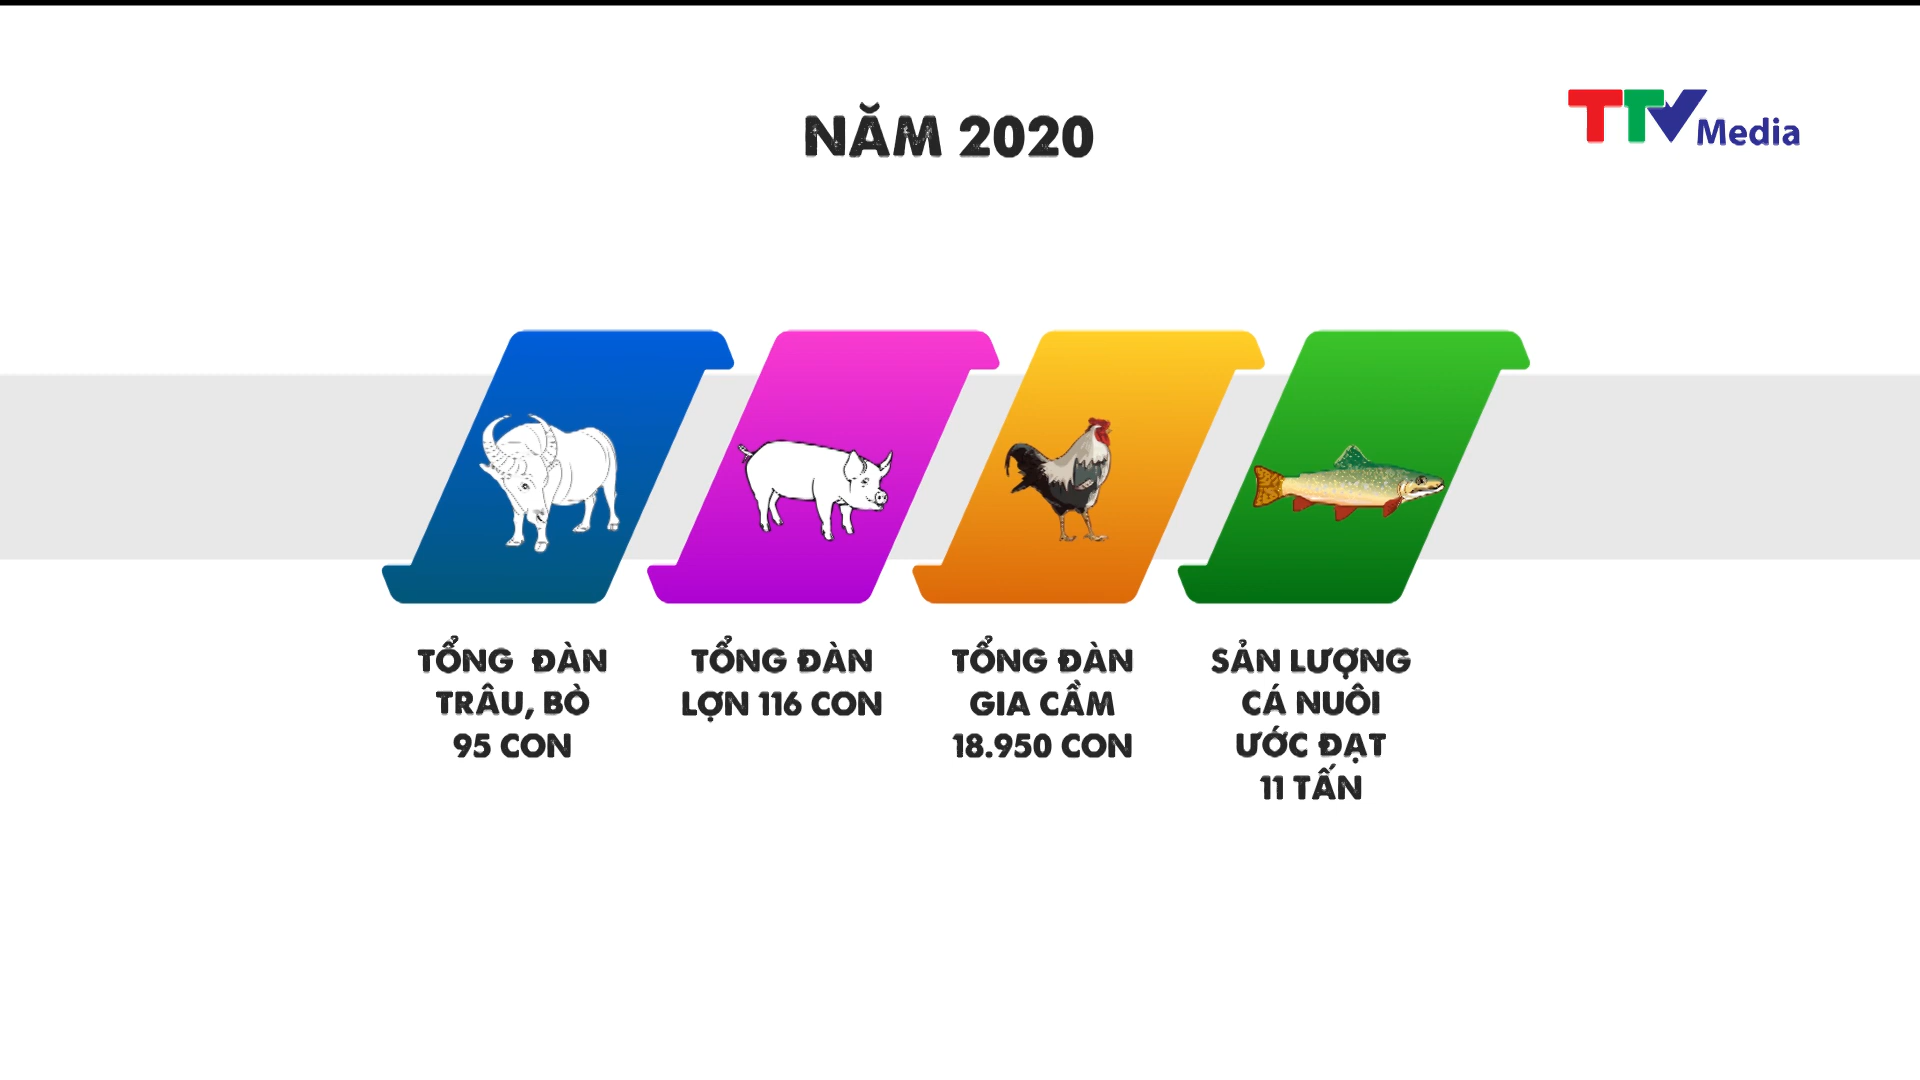 TTV Media
NĂM 2020
TỔNG ĐÀN
TRÂU, BÒ
95 CON
TỔNG ĐÀN
LỢN 116 CON
TỔNG ĐÀN
GIA CẦM
18.950 CON
SẢN LƯỢNG
CÁ NUÔI
ƯỚC ĐẠT
11 TẤN